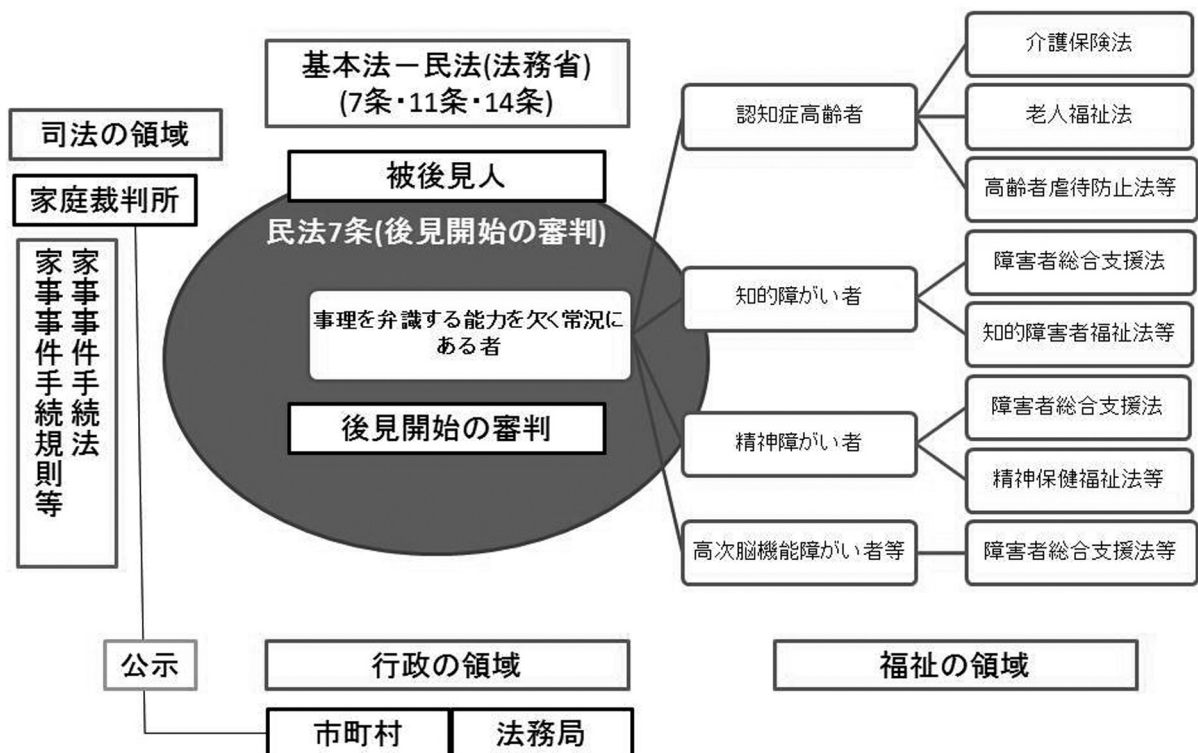 基本法－民法(法務省)
(7条・11条・14条)
司法の領域
家庭裁判所
家事事件手続法
家事事件手続規則等
被後見人
民法7条(後見開始の審判)
事理を弁識する能力を欠く常況に
ある者
後見開始の審判
認知症高齢者
介護保険法
老人福祉法
高齢者虐待防止法等
知的障がい者
障害者総合支援法
知的障害者福祉法等
精神障がい者
障害者総合支援法
精神保健福祉法等
高次脳機能障がい者等
障害者総合支援法等
公示
行政の領域
市町村
法務局
福祉の領域